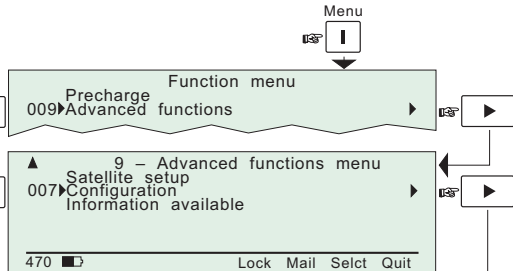 Menu
I
Function menu
Precharge
009 Advanced functions
9 – Advanced functions menu
Satellite setup
007 Configuration
Information available
470 Lock Mail Selct Quit